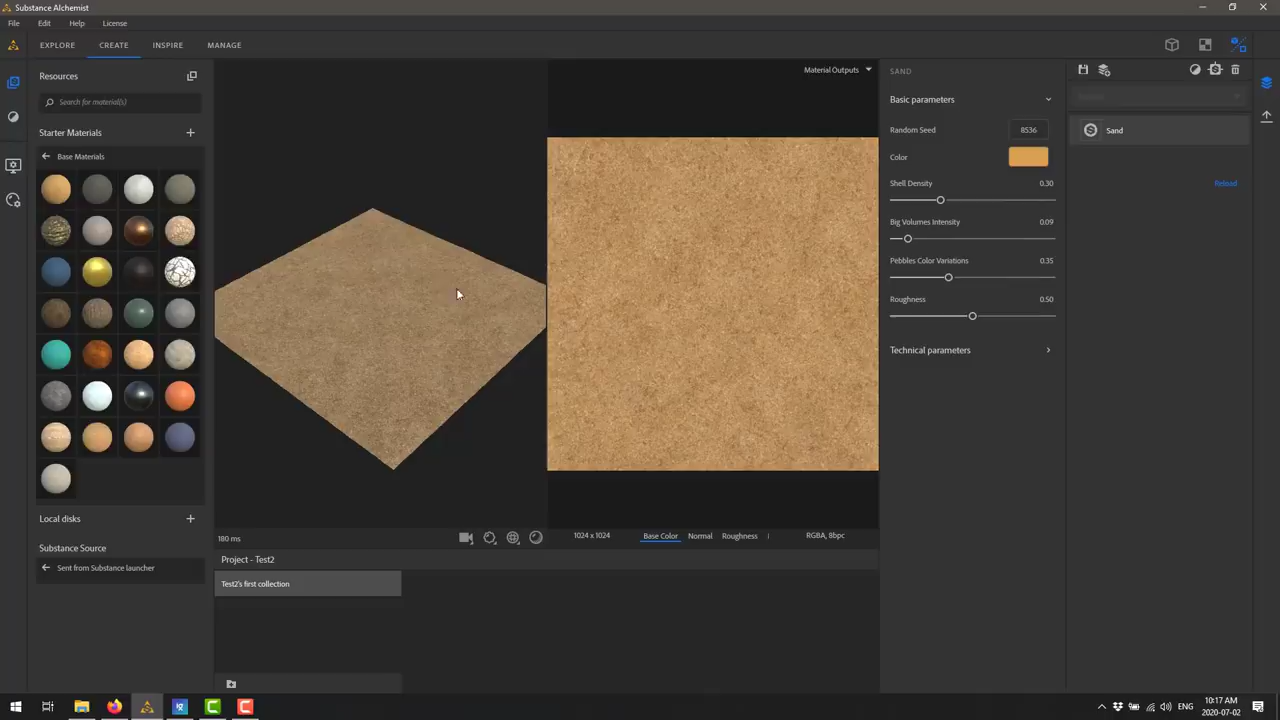 Substance Alchemist
File Edit Help License
EXPLORE CREATE INSPIRE MANAGE
Resources
Search for material(s)
Starter Materials
Base Materials
Local disks
Substance Source
Sent from Substance launcher
Material Outputs
180 ms
1024 x 1024 Base Color Normal Roughness RGBA, 8bpc
Project - Test2
Test2's first collection
SAND
Basic parameters
Random Seed 8536
Color
Shell Density 0.30
Big Volumes Intensity 0.09
Pebbles Color Variations 0.35
Roughness 0.50
Technical parameters
Sand
Reload
ENG
10:17 AM
2020-07-02